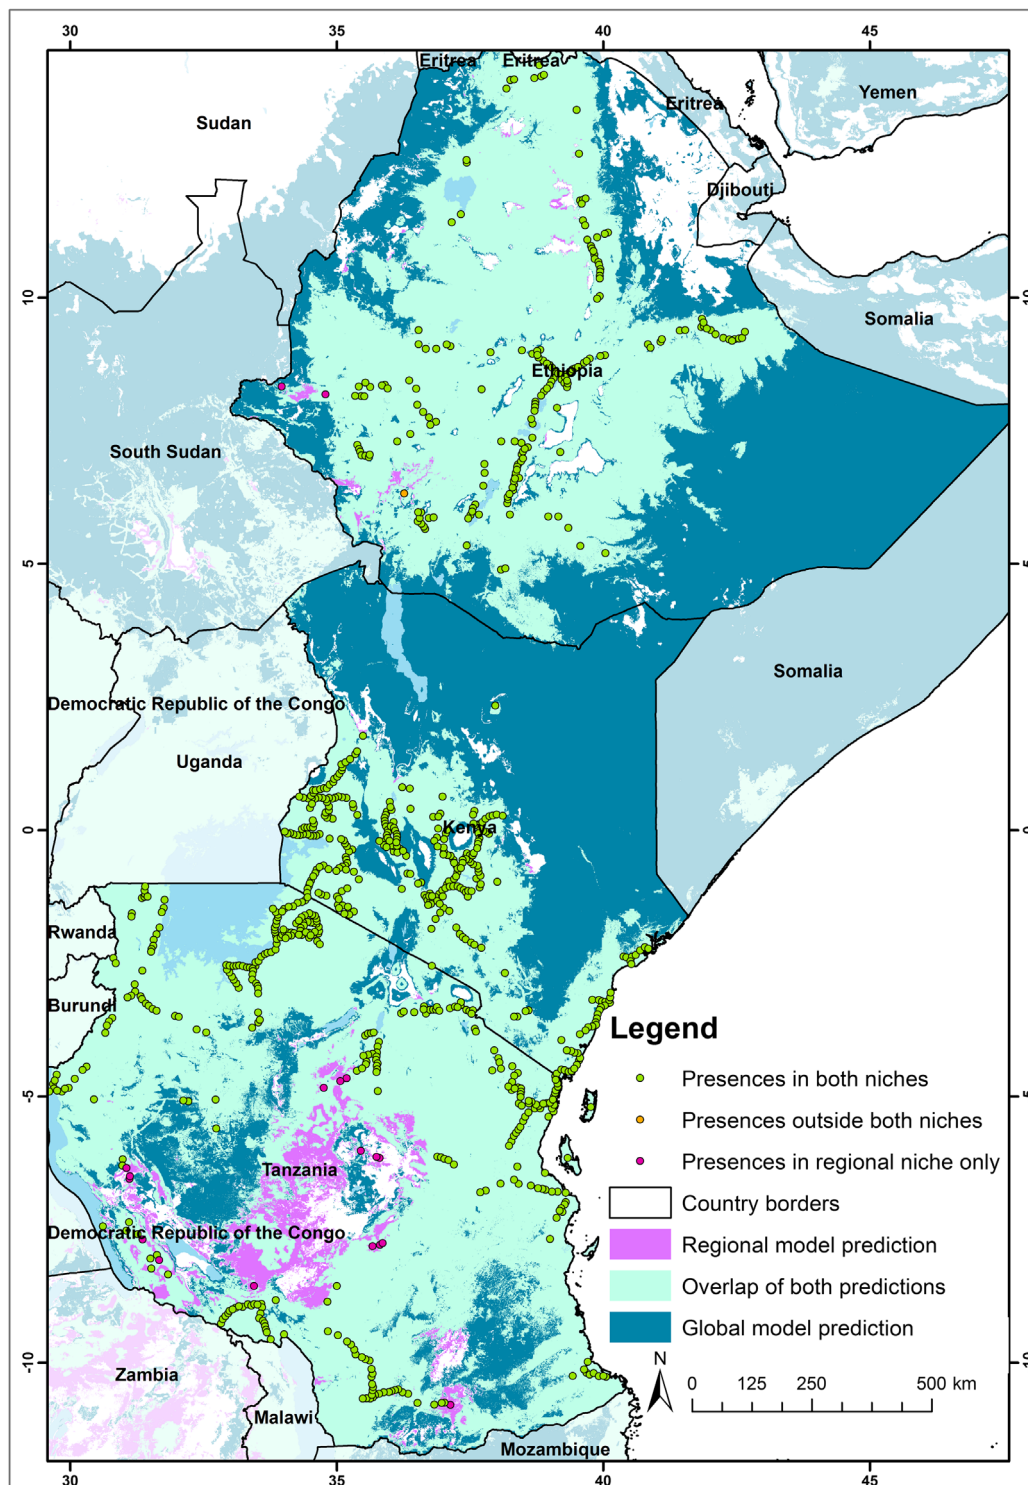 30 35 40 45
Eritrea Eritrea
Yemen
Eritrea
Sudan
Djibouti
10 10
Somalia
Ethiopia
South Sudan
5 5
Somalia
Democratic Republic of the Congo
Uganda
0 0
Kenya
Rwanda
Burundi
Legend
Presences in both niches
-5 5
Presences outside both niches
Presences in regional niche only
Tanzania
Country borders
Democratic Republic of the Congo
Regional model prediction
Overlap of both predictions
Global model prediction
N
-10 10
Zambia
0 125 250 500 km
Malawi
Mozambique
30 35 40 45